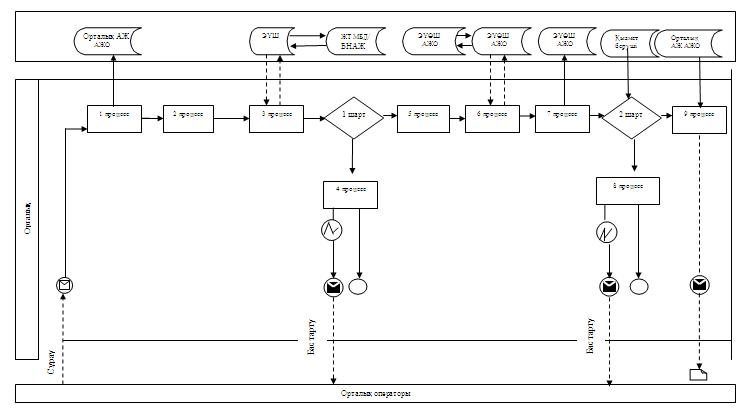 Орталық АЖ
АЖО
ЭҮШ
ЖТ МБД/
БНАЖ
ЭҮӨШ
АЖО
ЭҮӨШ
АЖО
ЭҮӨШ
АЖО
Қызмет
беруші
Орталық
АЖ АЖО
1 процесс
2 процесс
3 процесс
1 шарт
5 процесс
6 процесс
7 процесс
2 шарт
9 процесс
4 процесс
8 процесс
Орталық
Сұрау
Бастарту
Бастарту
Орталық операторы